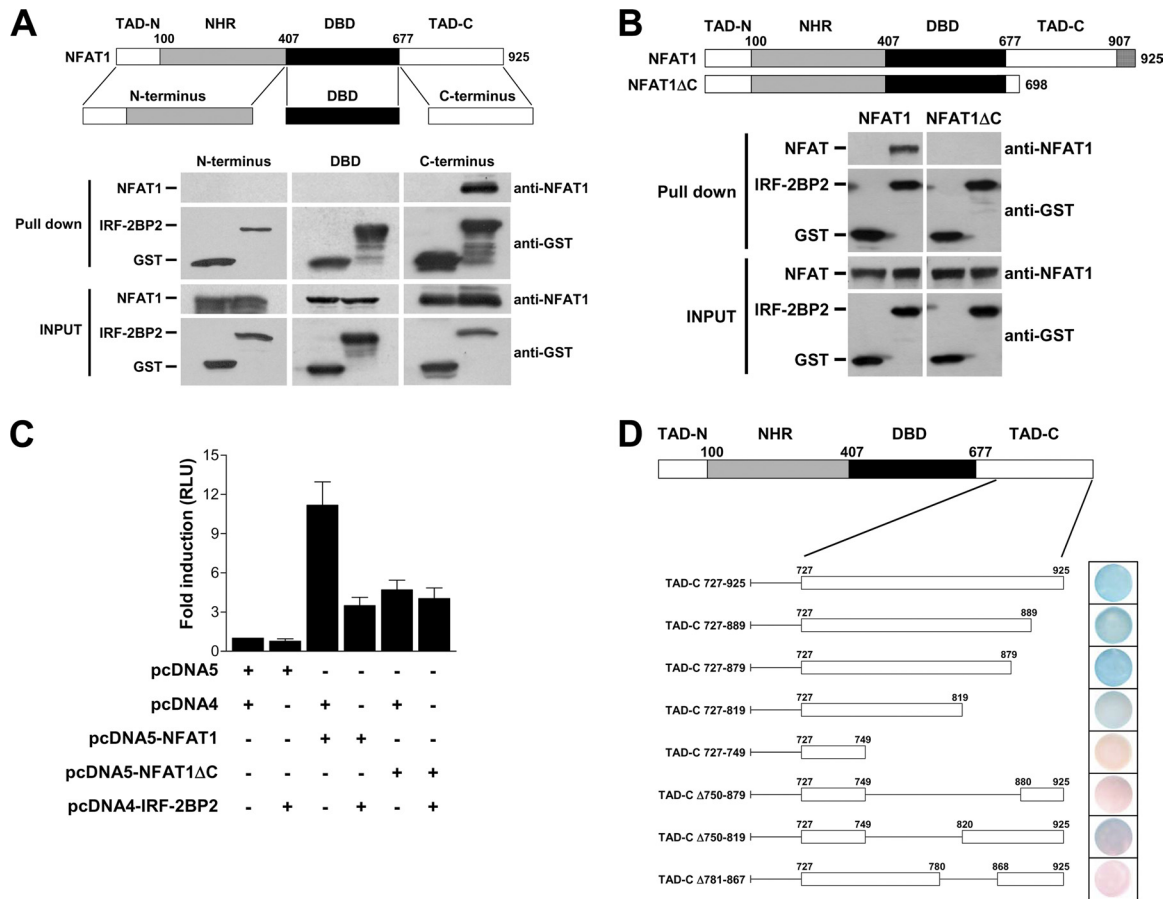 A
TAD-N NHR DBD TAD-C
100 407 677
NFAT1 925
N-terminus DBD C-terminus
N-terminus DBD C-terminus
Pull down
NFAT1 anti-NFAT1
IRF-2BP2 anti-GST
GST
INPUT
NFAT1 anti-NFAT1
IRF-2BP2 anti-GST
GST
B
TAD-N NHR DBD TAD-C
100 407 677 907
NFAT1 925
NFAT1ΔC 698
NFAT1 NFAT1ΔC
Pull down
NFAT anti-NFAT1
IRF-2BP2 anti-GST
GST
INPUT
NFAT anti-NFAT1
IRF-2BP2 anti-GST
GST
C
Fold induction (RLU)
15
12
9
6
3
0
pcDNA5 + + - - - -
pcDNA4 + - + - + -
pcDNA5-NFAT1 - - + + - -
pcDNA5-NFAT1ΔC - - - - + +
pcDNA4-IRF-2BP2 - + - + - +
D
TAD-N NHR DBD TAD-C
100 407 677
727 925
TAD-C 727-925
727 889
TAD-C 727-889
727 879
TAD-C 727-879
727 819
TAD-C 727-819
727 749
TAD-C 727-749
727 749 880 925
TAD-C Δ750-879
727 749 820 925
TAD-C Δ750-819
727 780 868 925
TAD-C Δ781-867